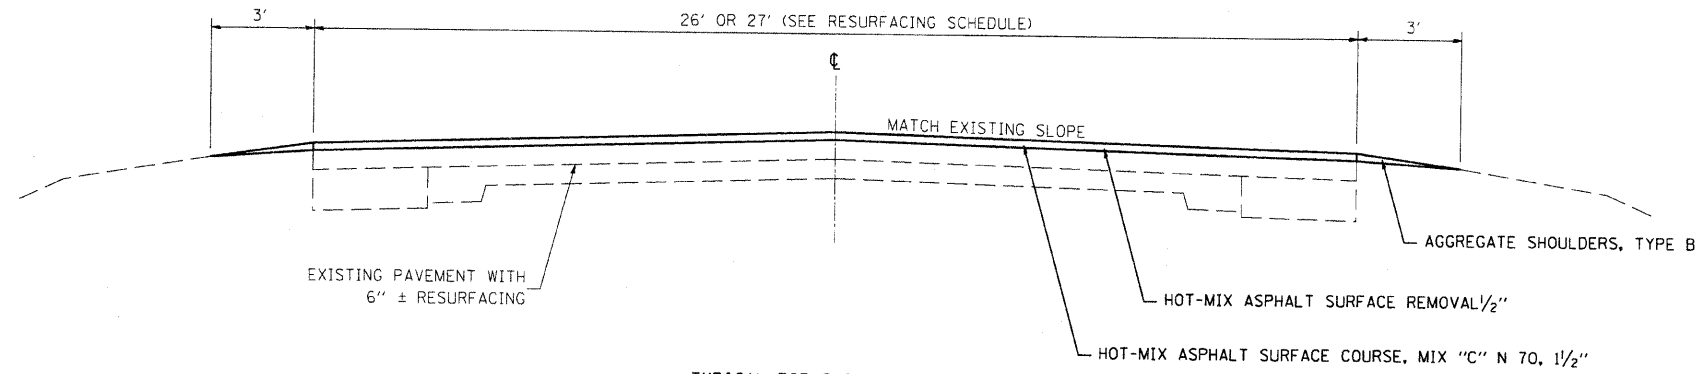 3'
26' OR 27' (SEE RESURFACING SCHEDULE)
3'
℄
MATCH EXISTING SLOPE
AGGREGATE SHOULDERS, TYPE B
EXISTING PAVEMENT WITH
6" ± RESURFACING
HOT-MIX ASPHALT SURFACE REMOVAL 1/2"
HOT-MIX ASPHALT SURFACE COURSE, MIX "C" N 70, 1 1/2"